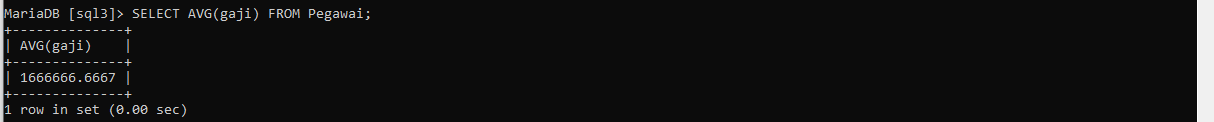 MariaDB [sql3]> SELECT AVG(gaji) FROM Pegawai;
+--------------+
| AVG(gaji)    |
+--------------+
| 1666666.6667 |
+--------------+
1 row in set (0.00 sec)